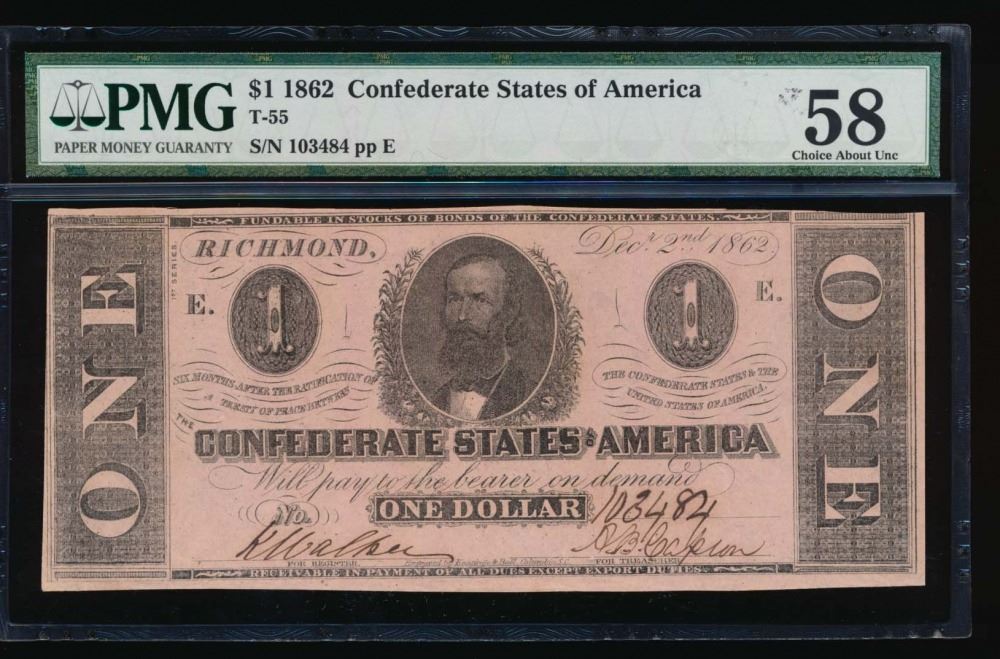 PMG
PAPER MONEY GUARANTY
$1 1862 Confederate States of America
T-55
S/N 103484 pp E
58
Choice About Unc
FUNDABLE IN STOCKS OR BONDS OF THE CONFEDERATE STATES.
RICHMOND,
Decr. 2nd 1862
1ST SERIES.
ONE
ONE
E.
1
1
E.
SIX MONTHS AFTER THE RATIFICATION OF
A TREATY OF PEACE BETWEEN
THE CONFEDERATE STATES & THE
UNITED STATES OF AMERICA.
THE
CONFEDERATE STATES OF AMERICA
Will pay to the bearer on demand
No.
ONE DOLLAR
103484
FOR REGISTER.
FOR TREASURER
RECEIVABLE IN PAYMENT OF ALL DUES EXCEPT EXPORT DUTIES